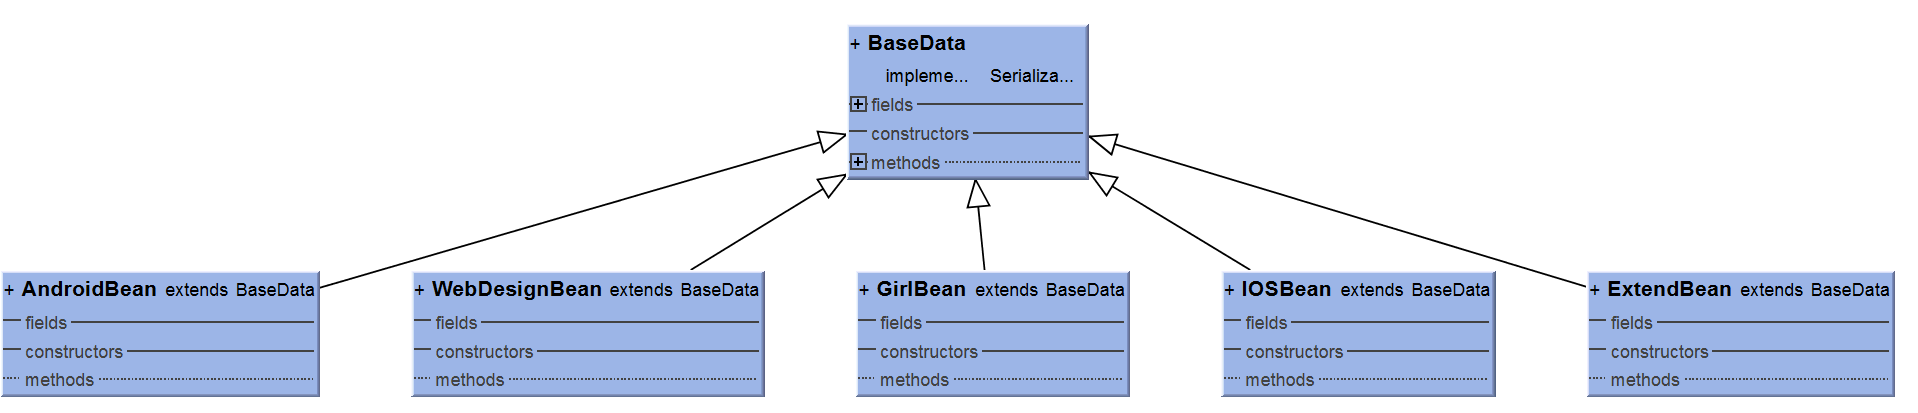 + BaseData
impleme... Serializa...
+ fields
constructors
+ methods
+ AndroidBean extends BaseData
fields
constructors
methods
+ WebDesignBean extends BaseData
fields
constructors
methods
+ GirlBean extends BaseData
fields
constructors
methods
+ IOSBean extends BaseData
fields
constructors
methods
+ ExtendBean extends BaseData
fields
constructors
methods